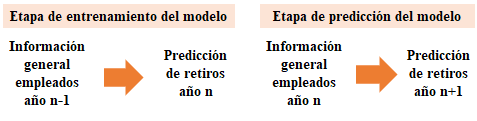 Etapa de entrenamiento del modelo
Información
general
empleados
año n-1
Predicción
de retiros
año n
Etapa de predicción del modelo
Información
general
empleados
año n
Predicción
de retiros
año n+1